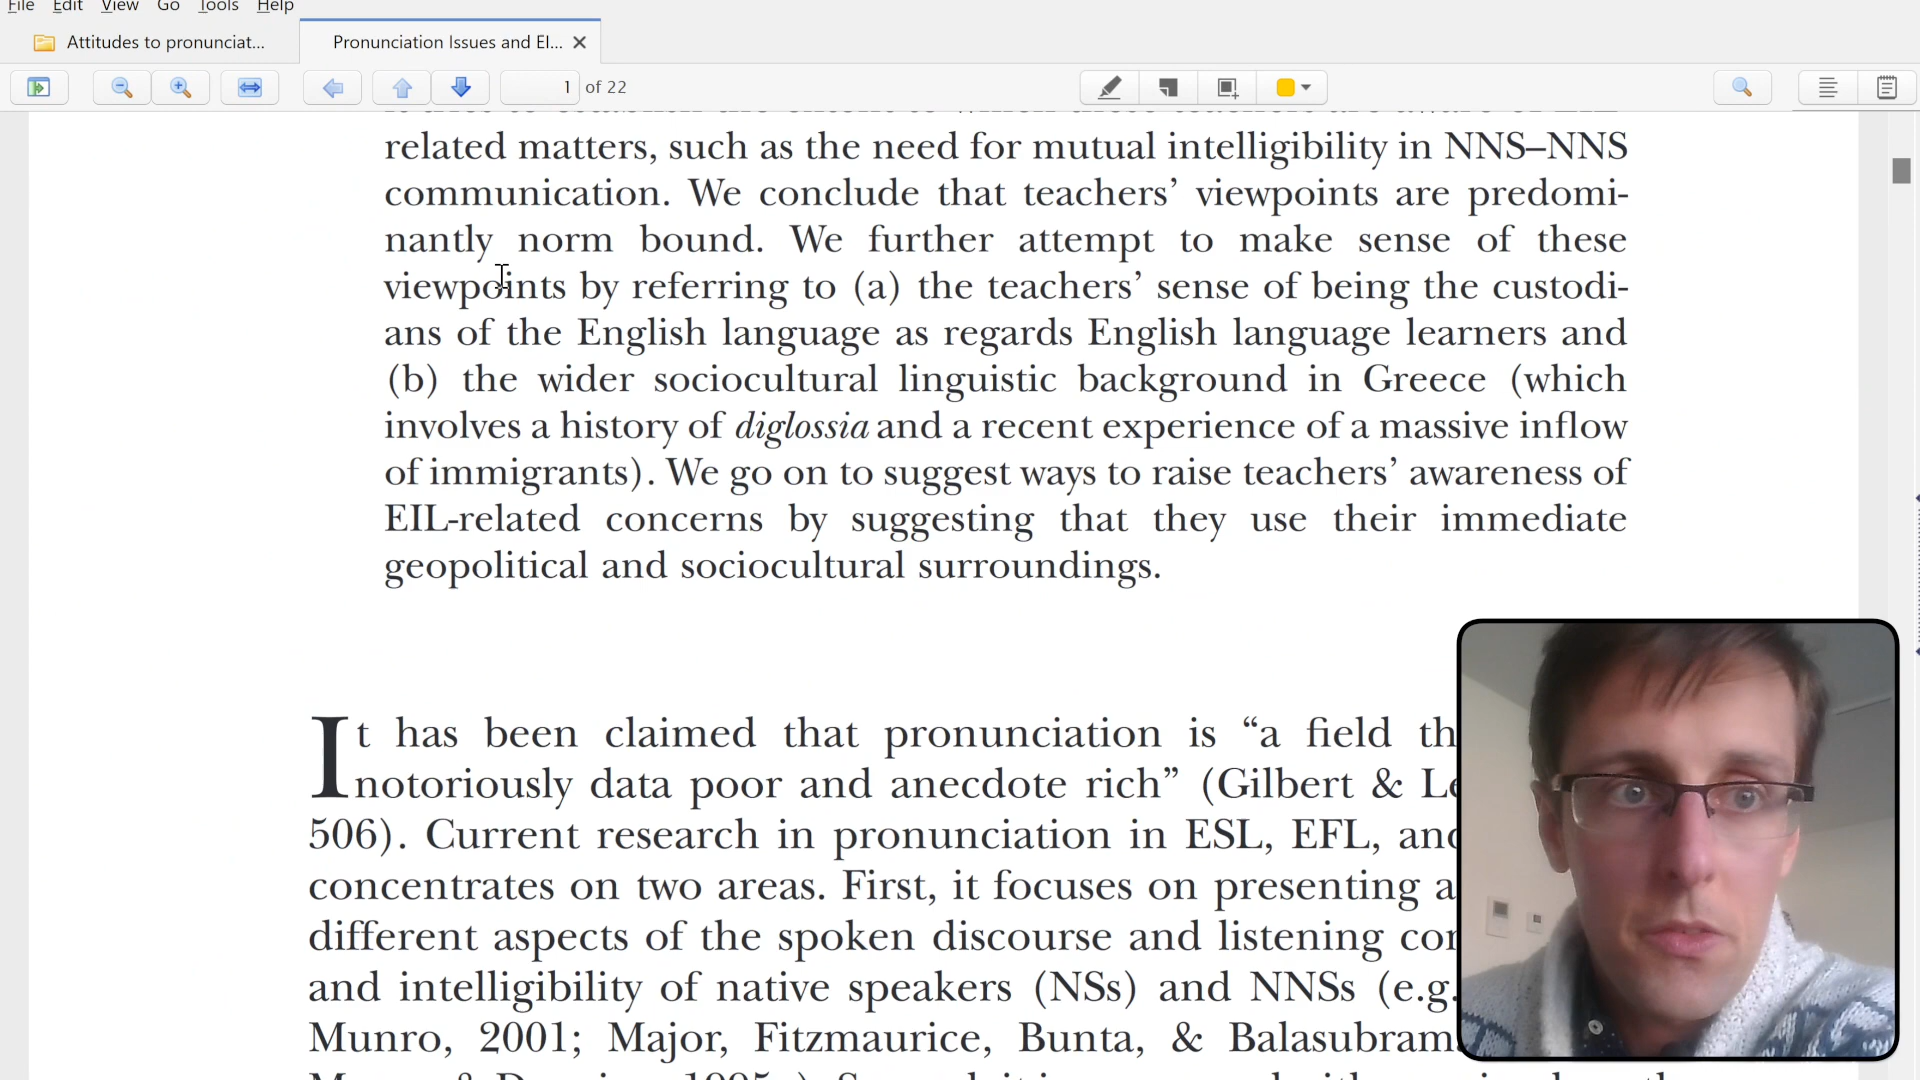 File Edit View Go Tools Help
Attitudes to pronunciat...
Pronunciation Issues and EI...
1 of 22
related matters, such as the need for mutual intelligibility in NNS–NNS
communication. We conclude that teachers’ viewpoints are predomi-
nantly norm bound. We further attempt to make sense of these
viewpoints by referring to (a) the teachers’ sense of being the custodi-
ans of the English language as regards English language learners and
(b) the wider sociocultural linguistic background in Greece (which
involves a history of diglossia and a recent experience of a massive inflow
of immigrants). We go on to suggest ways to raise teachers’ awareness of
EIL-related concerns by suggesting that they use their immediate
geopolitical and sociocultural surroundings.
It has been claimed that pronunciation is “a field th
notoriously data poor and anecdote rich” (Gilbert & Le
506). Current research in pronunciation in ESL, EFL, and
concentrates on two areas. First, it focuses on presenting a
different aspects of the spoken discourse and listening con
and intelligibility of native speakers (NSs) and NNSs (e.g.
Munro, 2001; Major, Fitzmaurice, Bunta, & Balasubrama